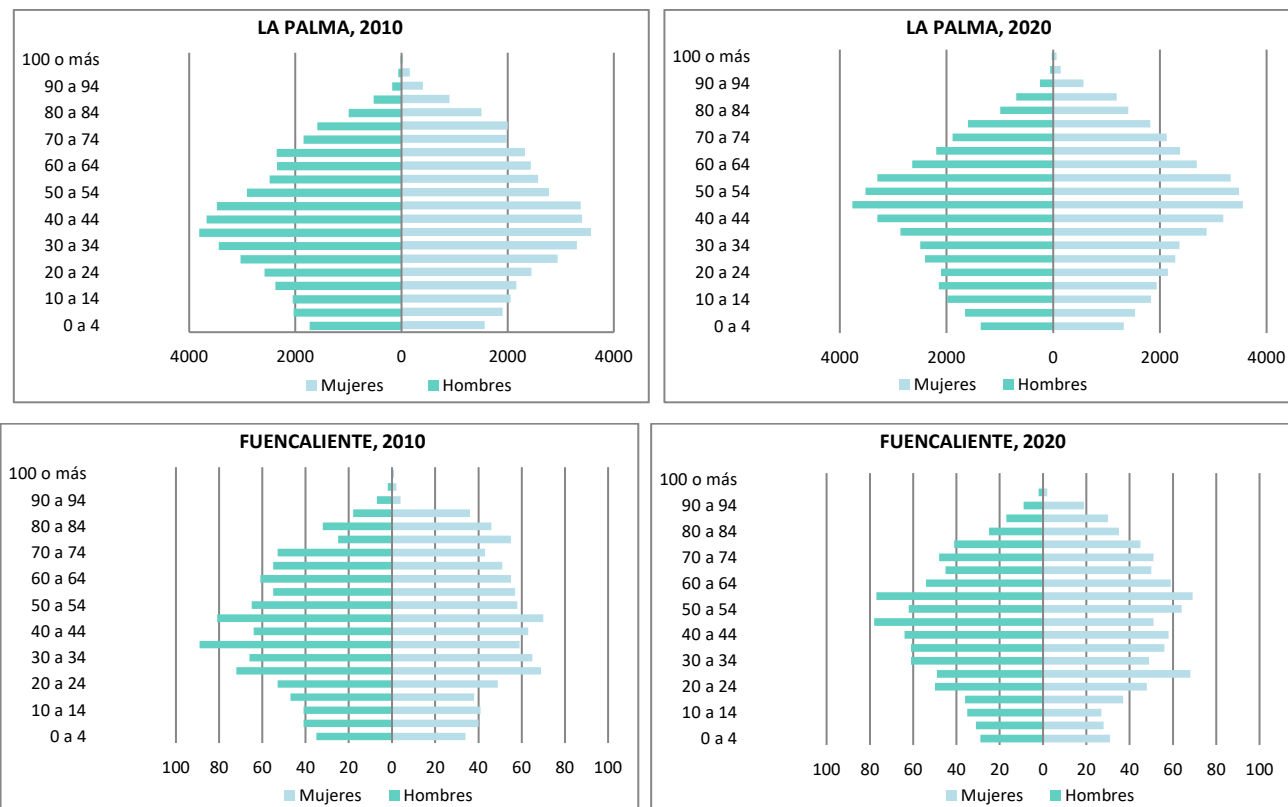 LA PALMA, 2010
100 o más
90 a 94
80 a 84
70 a 74
60 a 64
50 a 54
40 a 44
30 a 34
20 a 24
10 a 14
0 a 4
4000 2000 0 2000 4000
Mujeres Hombres
LA PALMA, 2020
100 o más
90 a 94
80 a 84
70 a 74
60 a 64
50 a 54
40 a 44
30 a 34
20 a 24
10 a 14
0 a 4
4000 2000 0 2000 4000
Mujeres Hombres
FUENCALIENTE, 2010
100 o más
90 a 94
80 a 84
70 a 74
60 a 64
50 a 54
40 a 44
30 a 34
20 a 24
10 a 14
0 a 4
100 80 60 40 20 0 20 40 60 80 100
Mujeres Hombres
FUENCALIENTE, 2020
100 o más
90 a 94
80 a 84
70 a 74
60 a 64
50 a 54
40 a 44
30 a 34
20 a 24
10 a 14
0 a 4
100 80 60 40 20 0 20 40 60 80 100
Mujeres Hombres